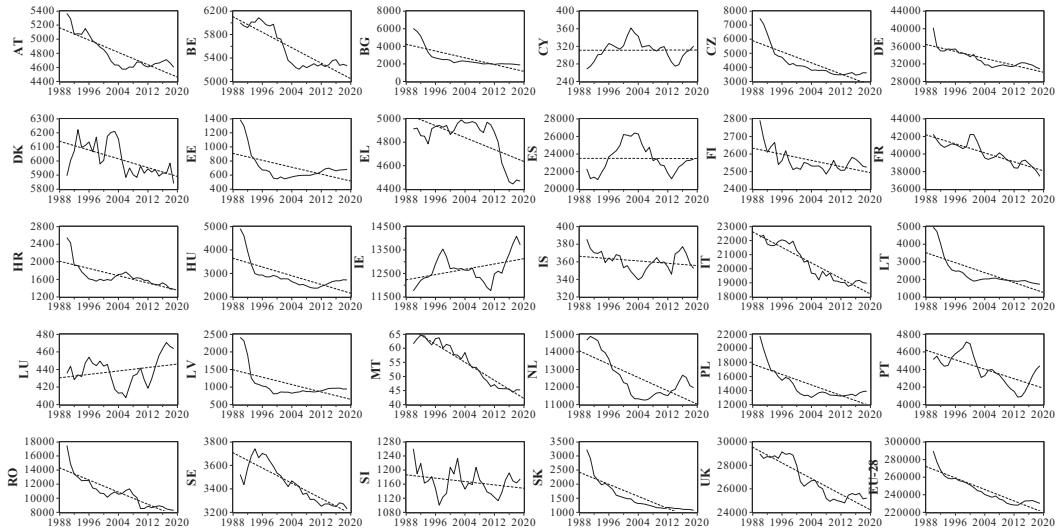 AT
5400
5200
5000
4800
4600
4400
1988 1996 2004 2012 2020
BE
6200
5800
5400
5000
1988 1996 2004 2012 2020
BG
8000
6000
4000
2000
0
1988 1996 2004 2012 2020
CY
400
360
320
280
240
1988 1996 2004 2012 2020
CZ
8000
7000
6000
5000
4000
3000
1988 1996 2004 2012 2020
DE
44000
40000
36000
32000
28000
1988 1996 2004 2012 2020
DK
6300
6200
6100
6000
5900
5800
1988 1996 2004 2012 2020
EE
1400
1200
1000
800
600
400
1988 1996 2004 2012 2020
EL
5000
4800
4600
4400
1988 1996 2004 2012 2020
ES
28000
26000
24000
22000
20000
18000
1988 1996 2004 2012 2020
FI
2800
2700
2600
2500
2400
1988 1996 2004 2012 2020
FR
44000
42000
40000
38000
36000
1988 1996 2004 2012 2020
HR
2800
2400
2000
1600
1200
1988 1996 2004 2012 2020
HU
5000
4000
3000
2000
1988 1996 2004 2012 2020
IE
14500
13500
12500
11500
1988 1996 2004 2012 2020
IS
400
380
360
340
320
1988 1996 2004 2012 2020
IT
23000
22000
21000
20000
19000
18000
1988 1996 2004 2012 2020
LT
5000
4000
3000
2000
1000
1988 1996 2004 2012 2020
LU
480
460
440
420
400
1988 1996 2004 2012 2020
LV
2500
2000
1500
1000
500
1988 1996 2004 2012 2020
MT
65
60
55
50
45
40
1988 1996 2004 2012 2020
NL
15000
14000
13000
12000
11000
1988 1996 2004 2012 2020
PL
22000
20000
18000
16000
14000
12000
1988 1996 2004 2012 2020
PT
4800
4600
4400
4200
4000
1988 1996 2004 2012 2020
RO
18000
16000
14000
12000
10000
8000
1988 1996 2004 2012 2020
SE
3800
3600
3400
3200
1988 1996 2004 2012 2020
SI
1280
1240
1200
1160
1120
1080
1988 1996 2004 2012 2020
SK
3500
3000
2500
2000
1500
1000
1988 1996 2004 2012 2020
UK
30000
28000
26000
24000
1988 1996 2004 2012 2020
EU-28
300000
280000
260000
240000
220000
1988 1996 2004 2012 2020